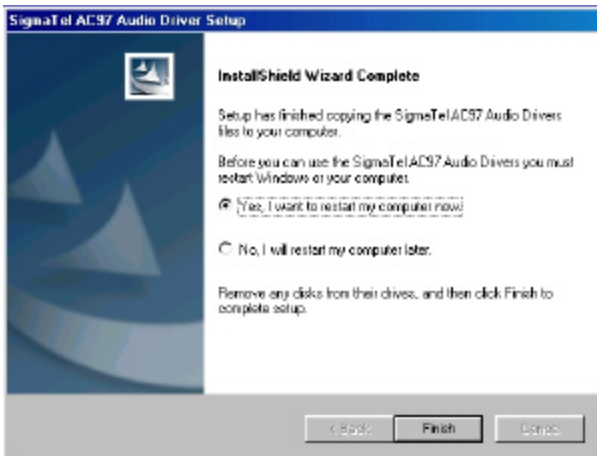 SigmaTel AC97 Audio Driver Setup
InstallShield Wizard Complete
Setup has finished copying the SigmaTel AC97 Audio Drivers
files to your computer.
Before you can use the SigmaTel AC97 Audio Drivers you must
restart Windows or your computer.
Yes, I want to restart my computer now.
No, I will restart my computer later.
Remove any disks from their drives, and then click Finish to
complete setup.
< Back
Finish
Cancel